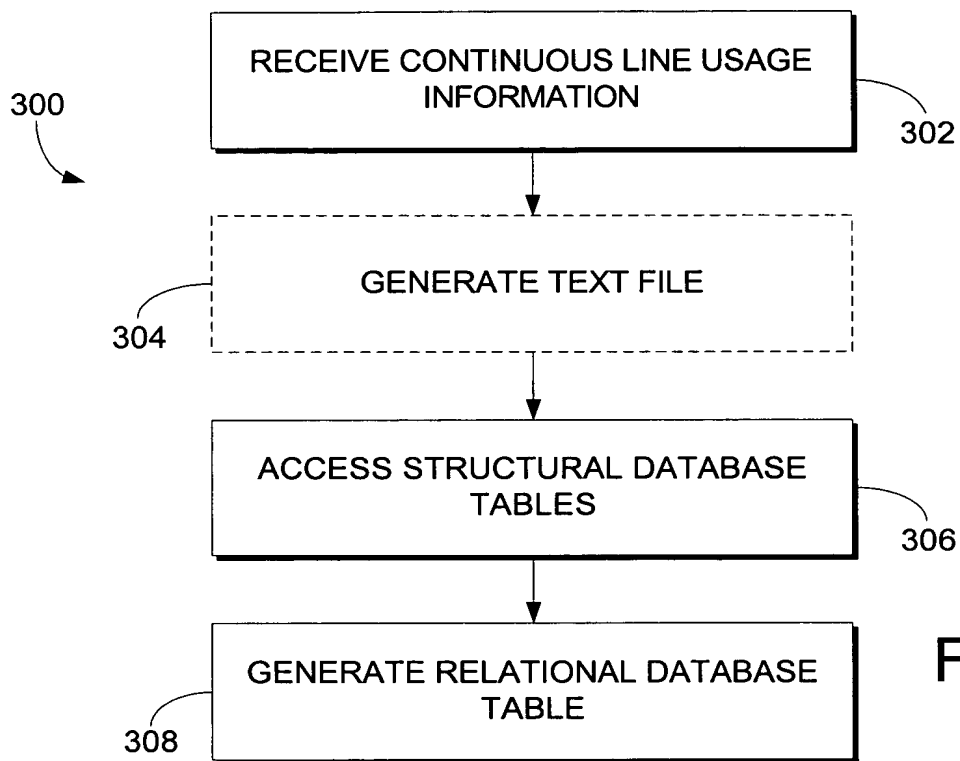 RECEIVE CONTINUOUS LINE USAGE
INFORMATION
300
302
GENERATE TEXT FILE
304
ACCESS STRUCTURAL DATABASE
TABLES
306
GENERATE RELATIONAL DATABASE
TABLE
F
308